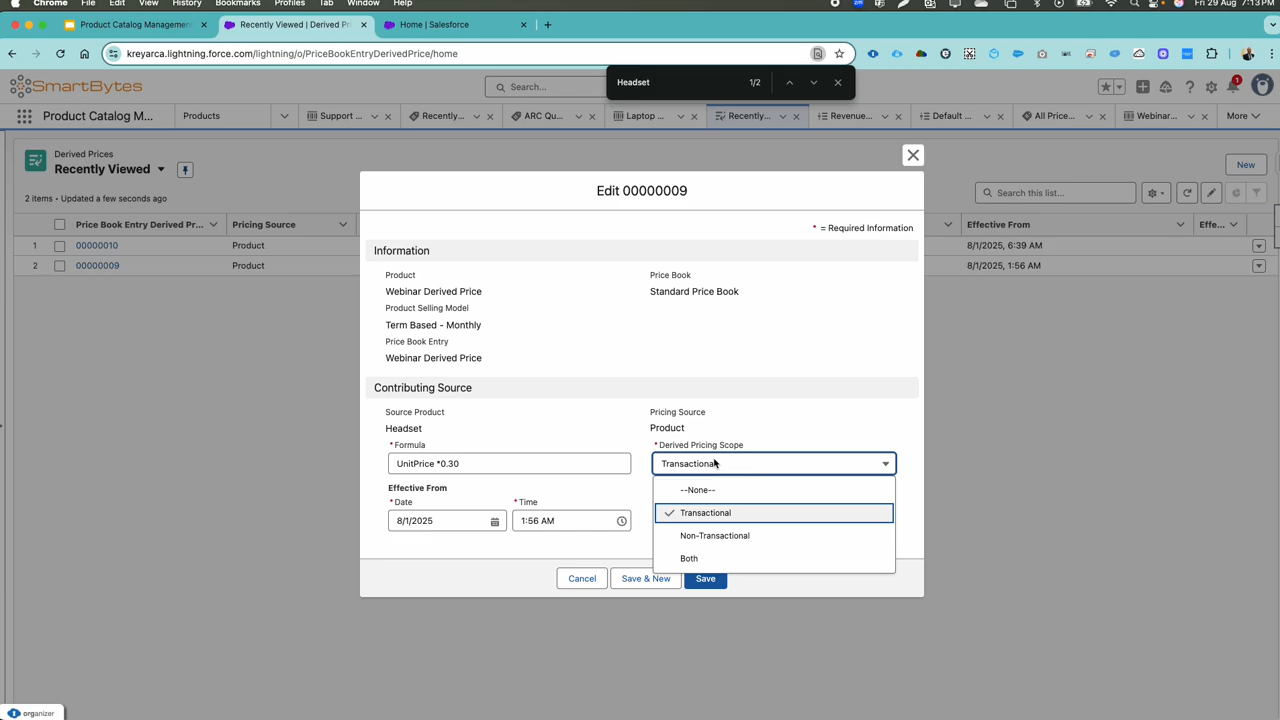 Chrome File Edit View History Bookmarks Profiles Tab Window Help Fri 29 Aug 7:13 PM
Product Catalog Managemen Recently Viewed | Derived Pr Home | Salesforce
kreyarca.lightning.force.com/lightning/o/PriceBookEntryDerivedPrice/home
Headset 1/2
SmartBytes Search... 1
Product Catalog M... Products Support ... Recently... ARC Qu... Laptop ... Recently... Revenue... Default ... All Price... Webinar... More
Derived Prices
Recently Viewed New
2 items • Updated a few seconds ago Search this list...
Price Book Entry Derived Pr... Pricing Source Effective From Effe...
1 00000010 Product 8/1/2025, 6:39 AM
2 00000009 Product 8/1/2025, 1:56 AM
Edit 00000009
* = Required Information
Information
Product Price Book
Webinar Derived Price Standard Price Book
Product Selling Model
Term Based - Monthly
Price Book Entry
Webinar Derived Price
Contributing Source
Source Product Pricing Source
Headset Product
*Formula *Derived Pricing Scope
UnitPrice *0.30 Transactional
Effective From --None--
*Date *Time Transactional
8/1/2025 1:56 AM Non-Transactional
Both
Cancel Save & New Save
organizer